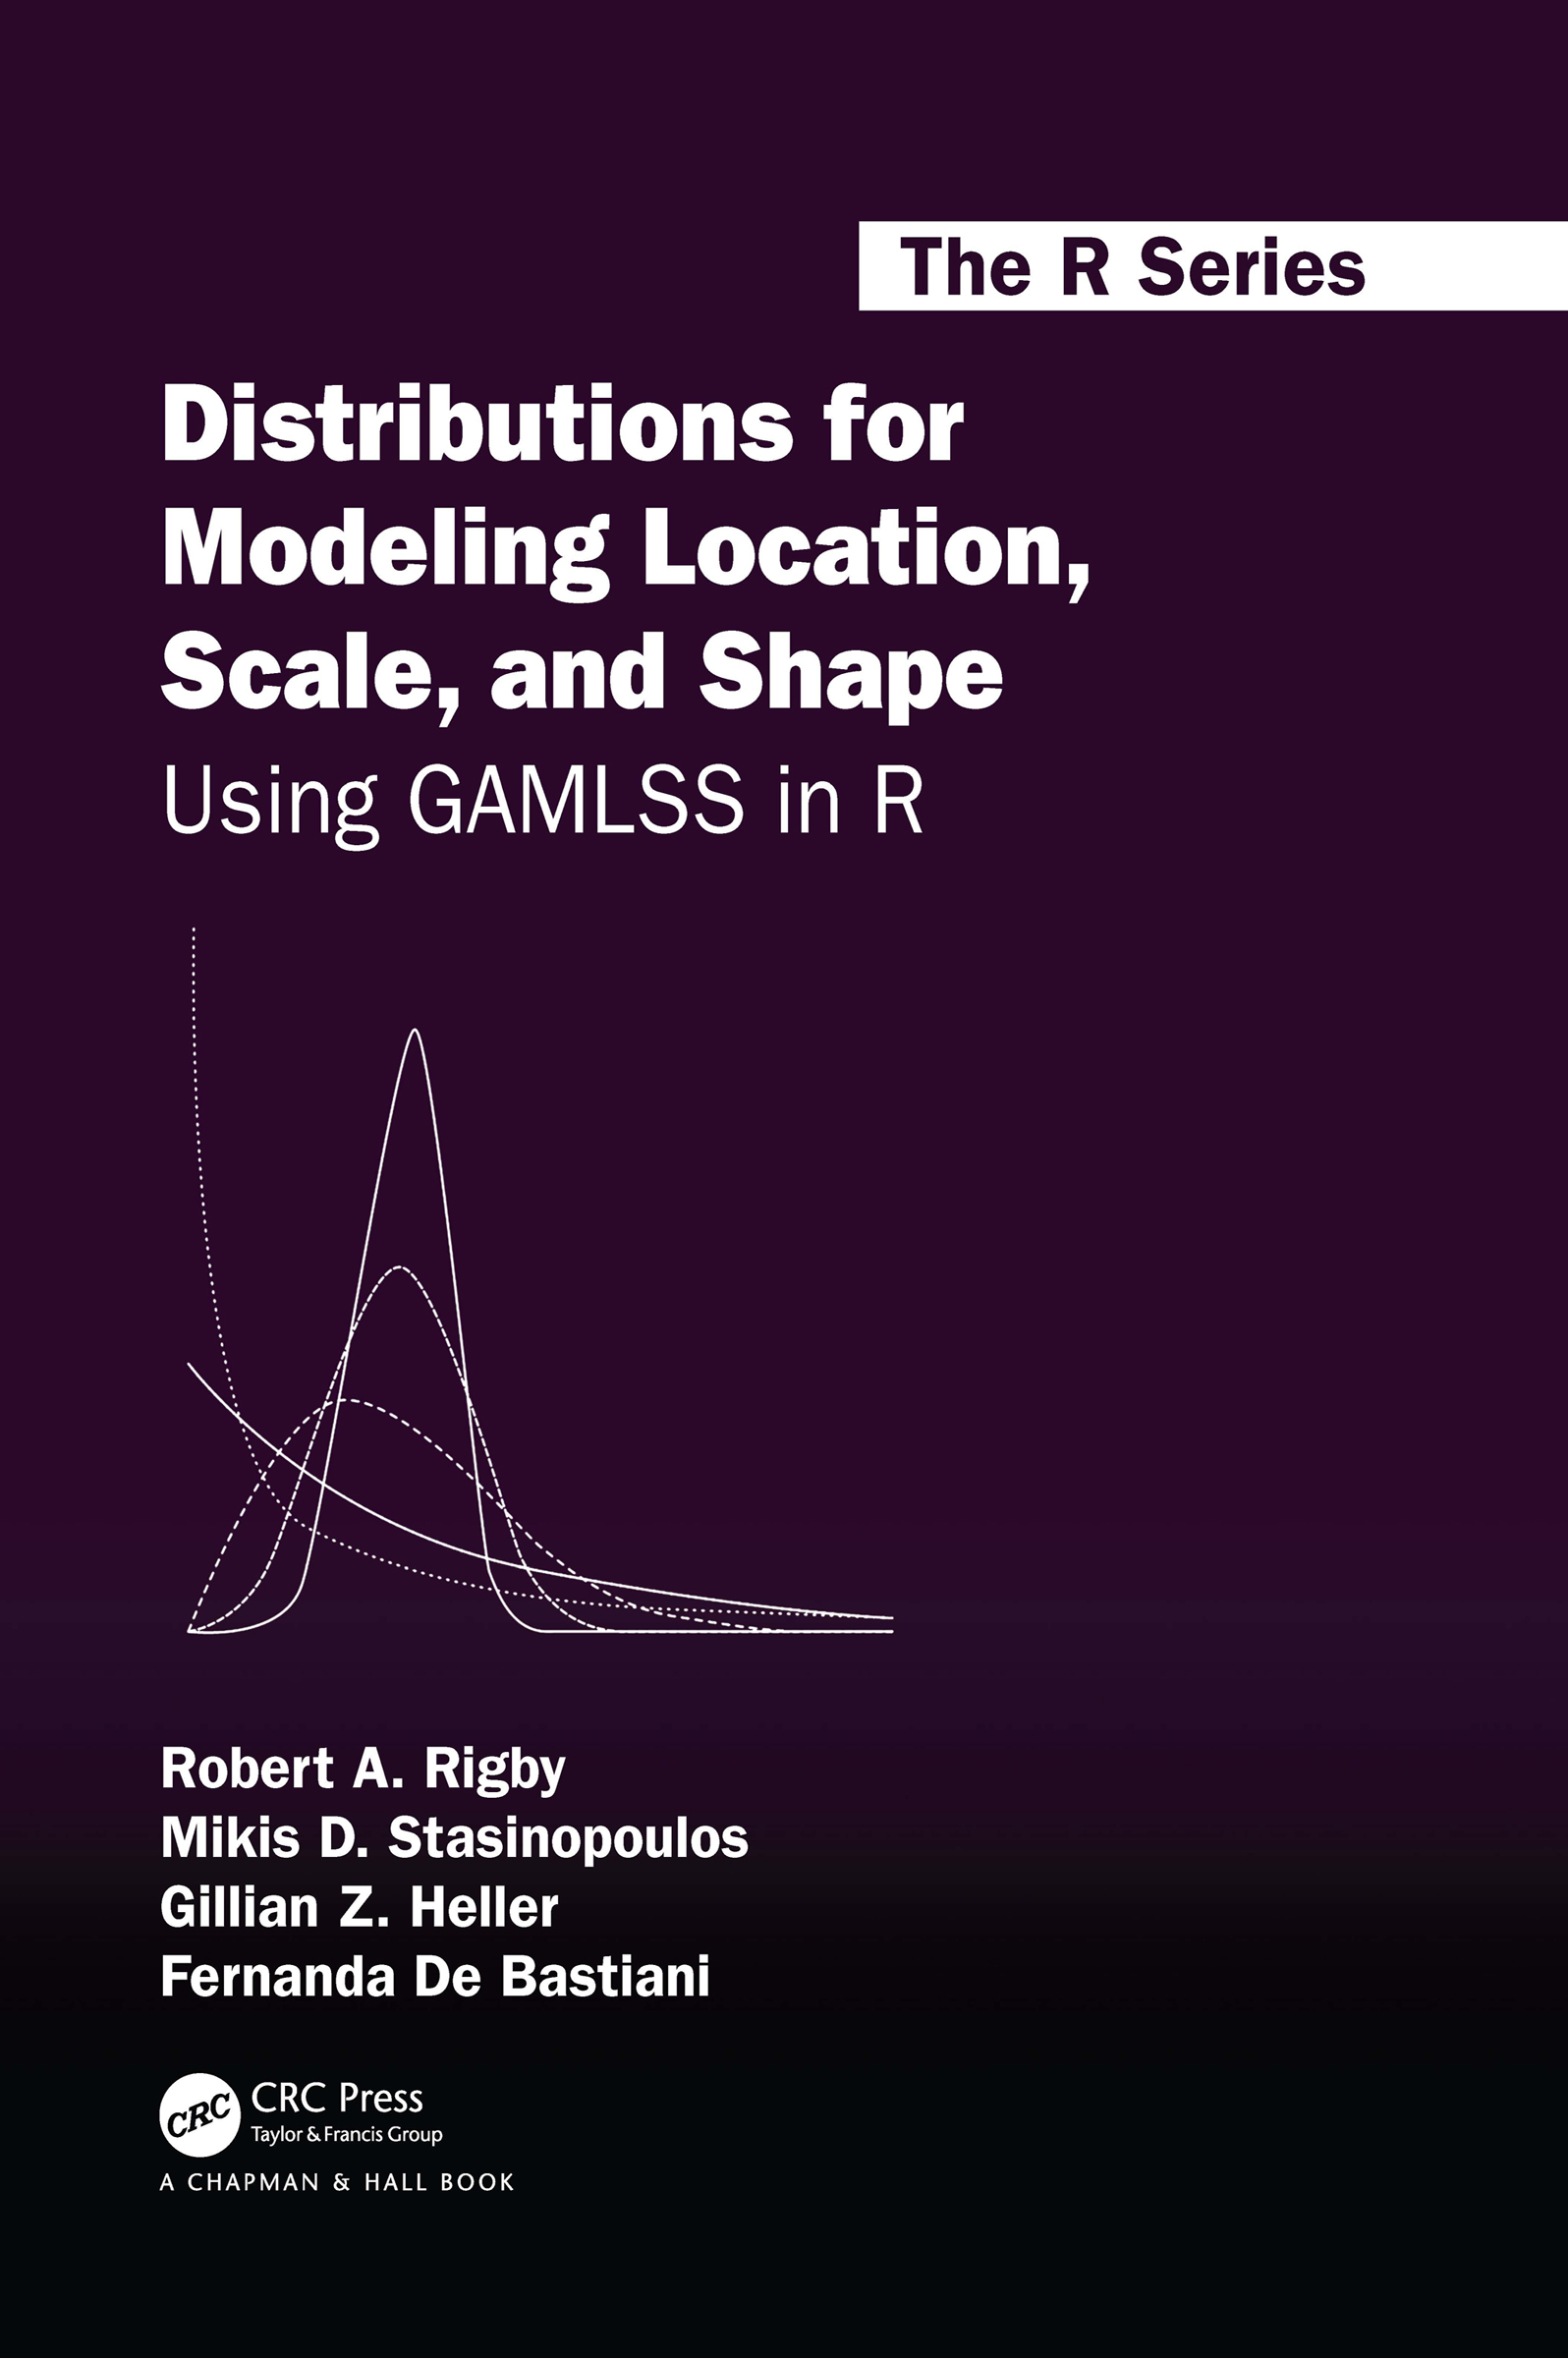 The R Series
Distributions for
Modeling Location,
Scale, and Shape
Using GAMLSS in R
Robert A. Rigby
Mikis D. Stasinopoulos
Gillian Z. Heller
Fernanda De Bastiani
CRC
CRC Press
Taylor & Francis Group
A CHAPMAN & HALL BOOK